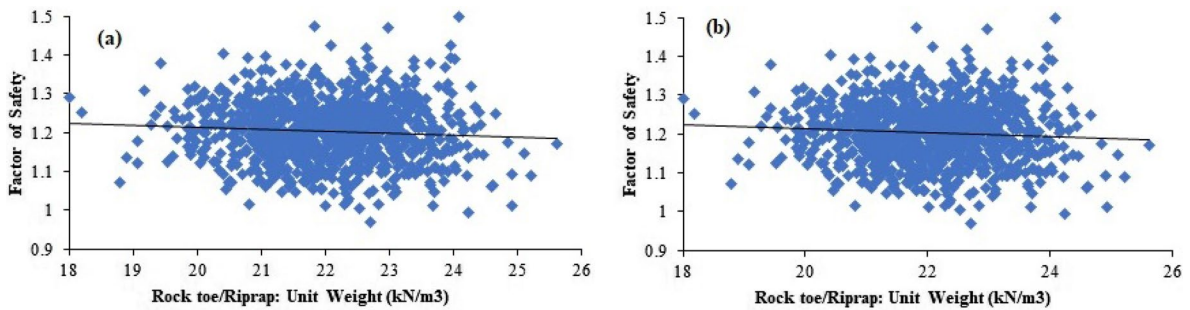 (a)
1.5
1.4
1.3
1.2
1.1
1
0.9
Factor of Safety
18 19 20 21 22 23 24 25 26
Rock toe/Riprap: Unit Weight (kN/m3)
(b)
1.5
1.4
1.3
1.2
1.1
1
0.9
Factor of Safety
18 20 22 24 26
Rock toe/Riprap: Unit Weight (kN/m3)